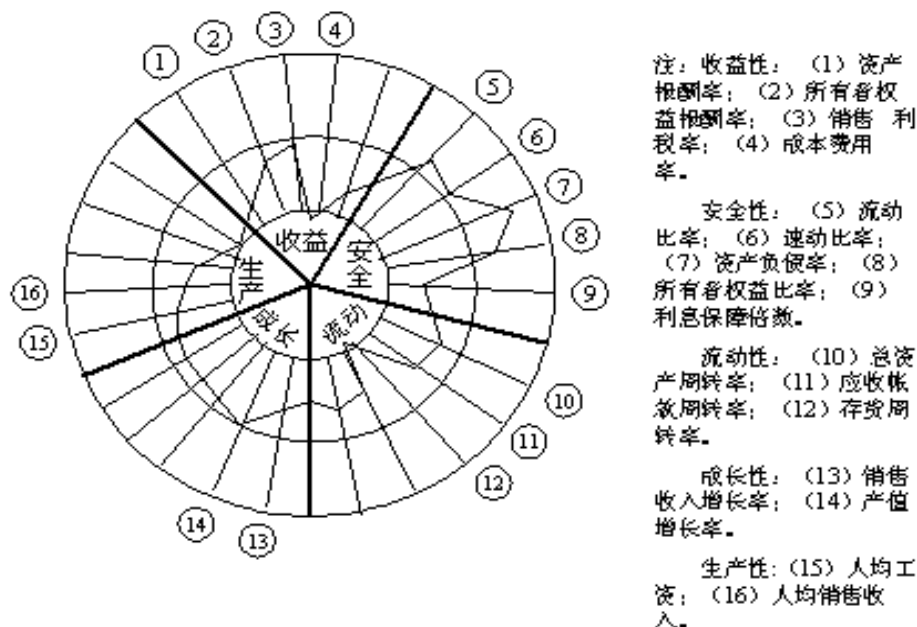 ①
②
③
④
⑤
⑥
⑦
⑧
⑨
⑩
⑪
⑫
⑬
⑭
⑮
⑯
收益
安全
流动
成长
生产
注：收益性：（1）资产
报酬率；（2）所有者权
益报酬率；（3）销售 利
税率；（4）成本费用
率。
安全性：（5）流动
比率；（6）速动比率；
（7）资产负债率；（8）
所有者权益比率；（9）
利息保障倍数。
流动性：（10）总资
产周转率；（11）应收帐
款周转率；（12）存货周
转率。
成长性：（13）销售
收入增长率；（14）产值
增长率。
生产性:（15）人均工
资；（16）人均销售收
入。